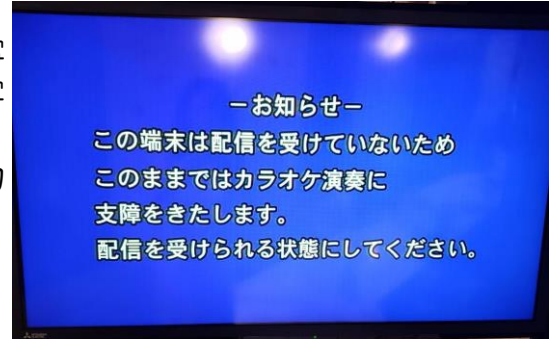 ーお知らせー
この端末は配信を受けていないため
このままではカラオケ演奏に
支障をきたします。
配信を受けられる状態にしてください。